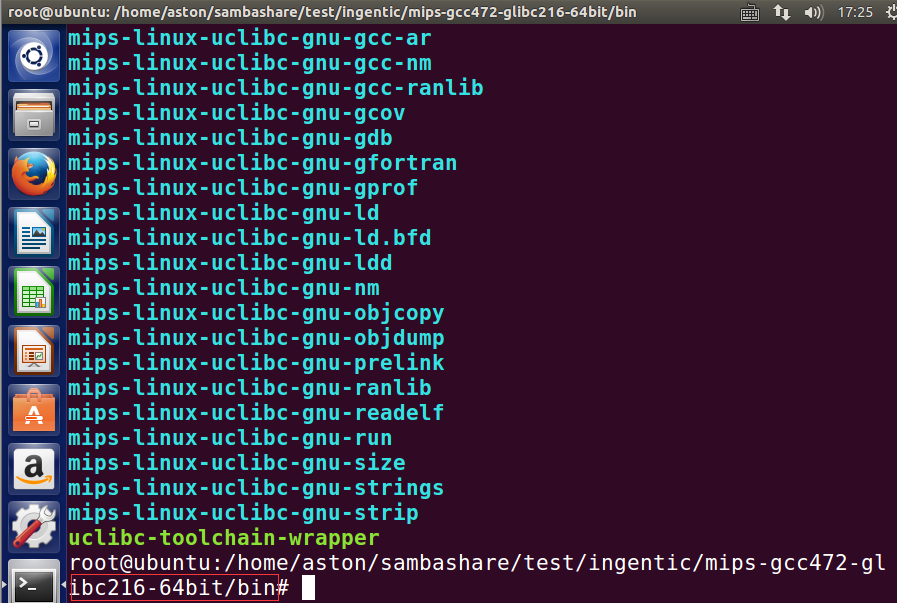 root@ubuntu: /home/aston/sambashare/test/ingentic/mips-gcc472-glibc216-64bit/bin
17:25
mips-linux-uclibc-gnu-gcc-ar
mips-linux-uclibc-gnu-gcc-nm
mips-linux-uclibc-gnu-gcc-ranlib
mips-linux-uclibc-gnu-gcov
mips-linux-uclibc-gnu-gdb
mips-linux-uclibc-gnu-gfortran
mips-linux-uclibc-gnu-gprof
mips-linux-uclibc-gnu-ld
mips-linux-uclibc-gnu-ld.bfd
mips-linux-uclibc-gnu-ldd
mips-linux-uclibc-gnu-nm
mips-linux-uclibc-gnu-objcopy
mips-linux-uclibc-gnu-objdump
mips-linux-uclibc-gnu-prelink
mips-linux-uclibc-gnu-ranlib
mips-linux-uclibc-gnu-readelf
mips-linux-uclibc-gnu-run
mips-linux-uclibc-gnu-size
mips-linux-uclibc-gnu-strings
mips-linux-uclibc-gnu-strip
uclibc-toolchain-wrapper
root@ubuntu:/home/aston/sambashare/test/ingentic/mips-gcc472-gl
ibc216-64bit/bin#